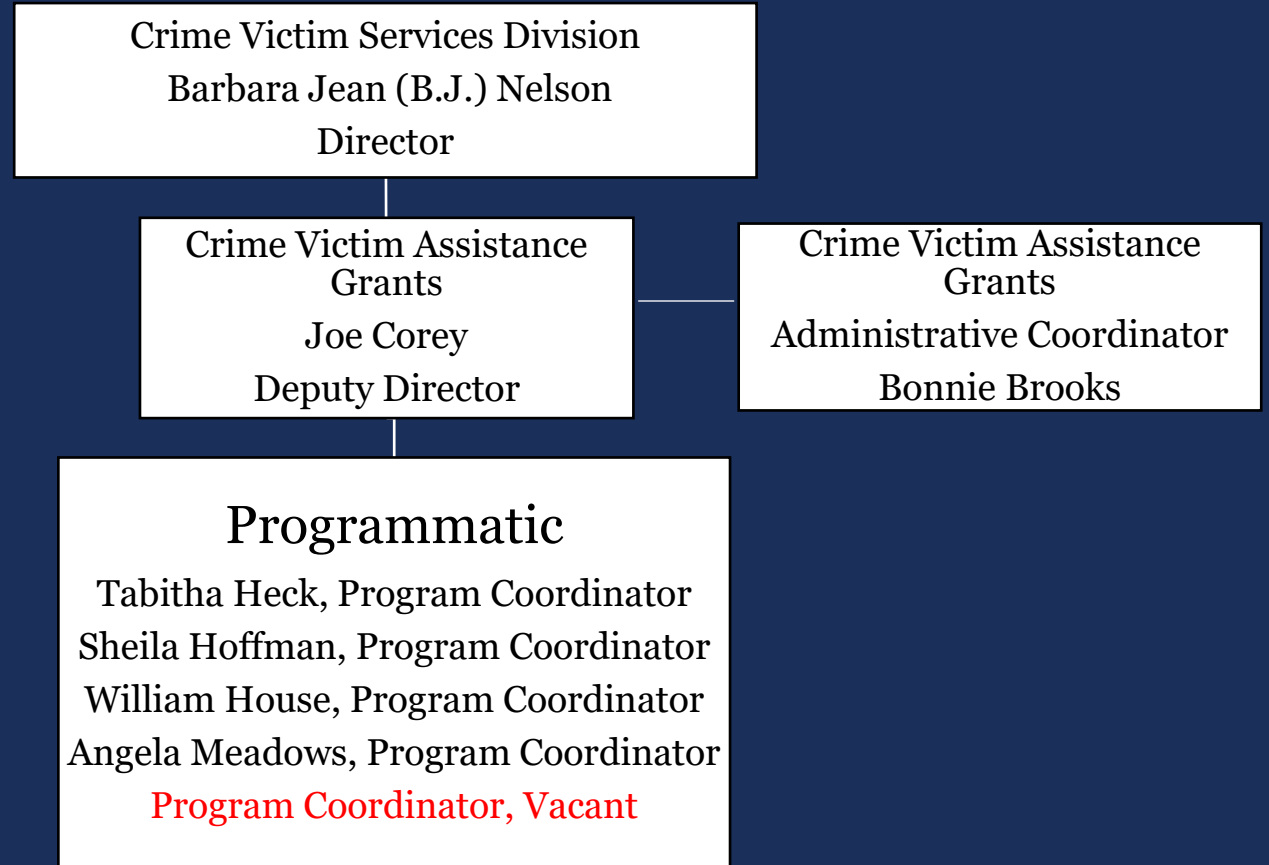 Crime Victim Services Division
Barbara Jean (B.J.) Nelson
Director
Crime Victim Assistance
Grants
Joe Corey
Deputy Director
Crime Victim Assistance
Grants
Administrative Coordinator
Bonnie Brooks
Programmatic
Tabitha Heck, Program Coordinator
Sheila Hoffman, Program Coordinator
William House, Program Coordinator
Angela Meadows, Program Coordinator
Program Coordinator, Vacant